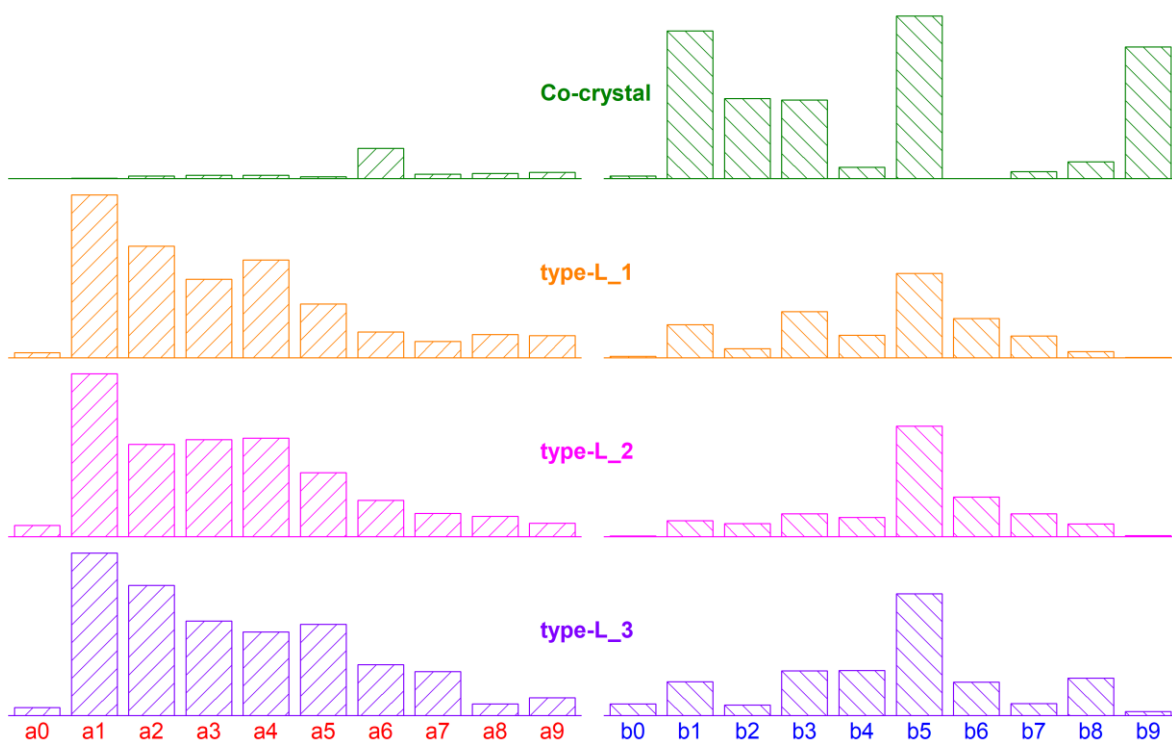 Co-crystal
type-L_1
type-L_2
type-L_3
a0 a1 a2 a3 a4 a5 a6 a7 a8 a9 b0 b1 b2 b3 b4 b5 b6 b7 b8 b9